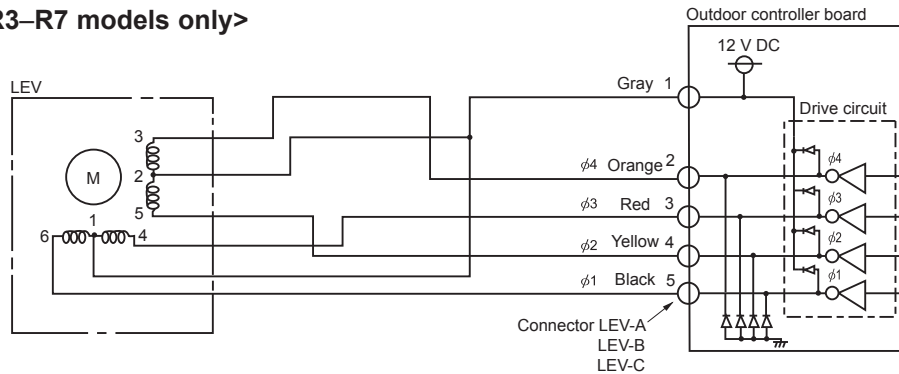 R3–R7 models only>
Outdoor controller board
12 V DC
LEV
Gray 1
Drive circuit
3
M
2
ϕ4 Orange 2
ϕ4
5
ϕ3 Red 3
ϕ3
1
6
4
ϕ2 Yellow 4
ϕ2
ϕ1 Black 5
ϕ1
Connector LEV-A
LEV-B
LEV-C